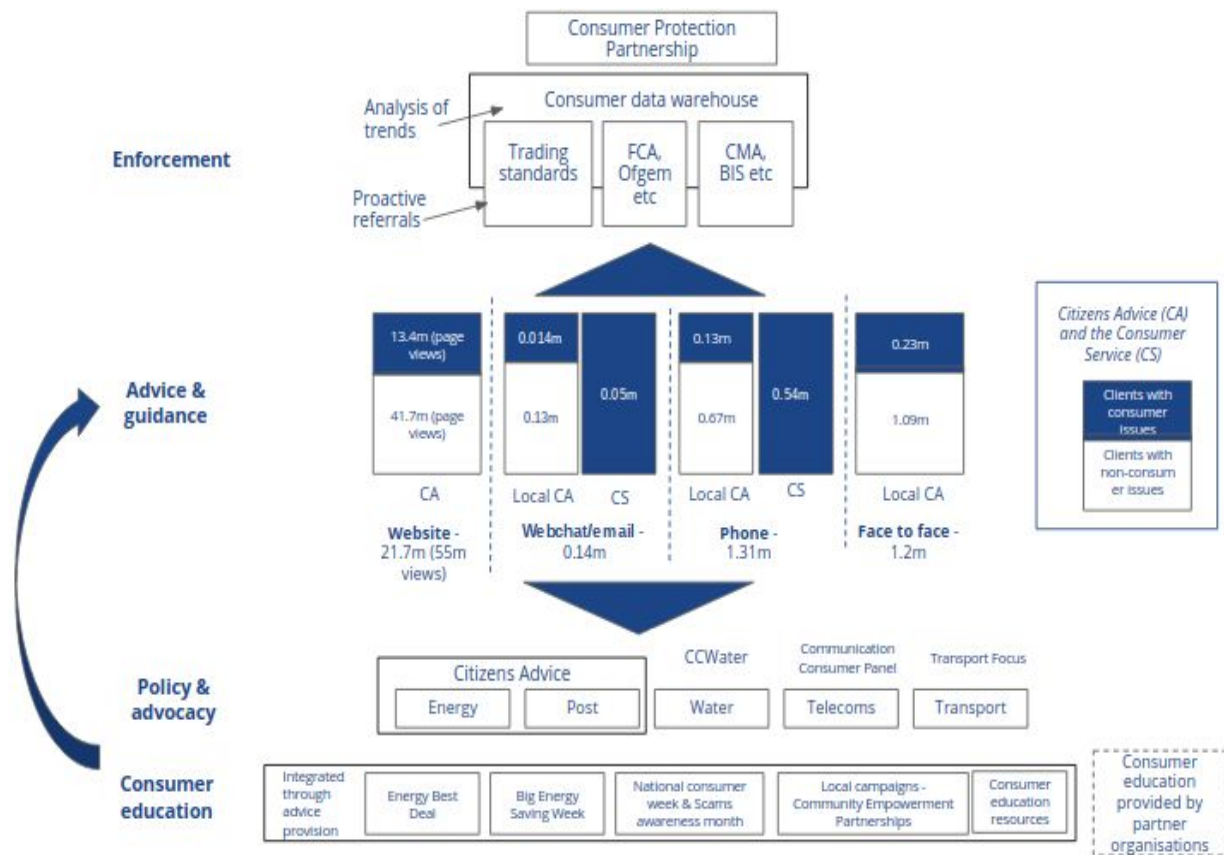 Consumer Protection
Partnership
Consumer data warehouse
Analysis of
trends
Trading
standards
FCA,
Ofgem
etc
CMA,
BIS etc
Enforcement
Proactive
referrals
Citizens Advice (CA)
and the Consumer
Service (CS)
Clients with
consumer
issues
Clients with
non-consum
er issues
Advice &
guidance
13.4m (page
views)
41.7m (page
views)
CA
Website -
21.7m (55m
views)
0.014m
0.13m
Local CA
0.05m
CS
Webchat/email -
0.14m
0.13m
0.67m
Local CA
0.54m
CS
Phone -
1.31m
0.23m
1.09m
Local CA
Face to face -
1.2m
Policy &
advocacy
Citizens Advice
Energy
Post
CCWater
Water
Communication
Consumer Panel
Telecoms
Transport Focus
Transport
Consumer
education
Integrated
through
advice
provision
Energy Best
Deal
Big Energy
Saving Week
National consumer
week & Scams
awareness month
Local campaigns -
Community Empowerment
Partnerships
Consumer
education
resources
Consumer
education
provided by
partner
organisations